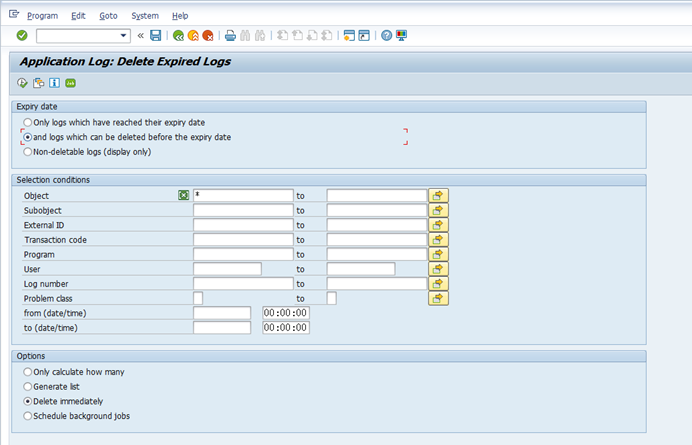 Program Edit Goto System Help
Application Log: Delete Expired Logs
Expiry date
Only logs which have reached their expiry date
and logs which can be deleted before the expiry date
Non-deletable logs (display only)
Selection conditions
Object * to
Subobject to
External ID to
Transaction code to
Program to
User to
Log number to
Problem class to
from (date/time) 00:00:00
to (date/time) 00:00:00
Options
Only calculate how many
Generate list
Delete immediately
Schedule background jobs